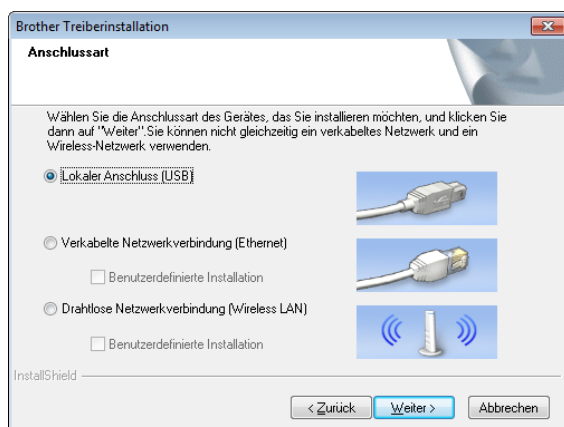 Brother Treiberinstallation
Anschlussart
Wählen Sie die Anschlussart des Gerätes, das Sie installieren möchten, und klicken Sie
dann auf "Weiter".Sie können nicht gleichzeitig ein verkabeltes Netzwerk und ein
Wireless-Netzwerk verwenden.
Lokaler Anschluss (USB)
Verkabelte Netzwerkverbindung (Ethernet)
Benutzerdefinierte Installation
Drahtlose Netzwerkverbindung (Wireless LAN)
Benutzerdefinierte Installation
InstallShield
< Zurück Weiter > Abbrechen